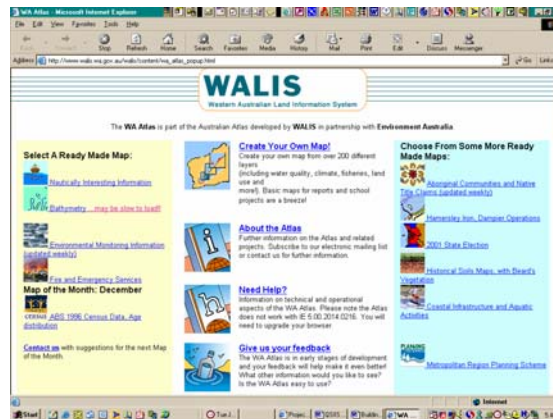 WA Atlas - Microsoft Internet Explorer
File Edit View Favorites Tools Help
Back Forward Stop Refresh Home Search Favorites Media History Mail Print Edit Discuss Messenger
Address http://www.walis.wa.gov.au/walis/content/wa_atlas_popup.html Go Links
WALIS
Western Australian Land Information System
The WA Atlas is part of the Australian Atlas developed by WALIS in partnership with Environment Australia
Select A Ready Made Map:
Nautically Interesting Information
Bathymetry ...may be slow to load!!
Environmental Monitoring Information
(updated weekly)
Fire and Emergency Services
Map of the Month: December
census ABS 1996 Census Data, Age
distribution
Contact us with suggestions for the next Map
of the Month.
Create Your Own Map!
Create your own map from over 200 different
layers
(including water quality, climate, fisheries, land
use and
more!). Basic maps for reports and school
projects are a breeze!
About the Atlas
Further information on the Atlas and related
projects. Subscribe to our electronic mailing list
or contact us for further information.
Need Help?
Information on technical and operational
aspects of the WA Atlas. Please note the Atlas
does not work with IE 5.00.2014.0216. You will
need to upgrade your browser.
Give us your feedback
The WA Atlas is in early stages of development
and your feedback will help make it even better!
What other information would you like to see?
Is the WA Atlas easy to use?
Choose From Some More Ready
Made Maps:
Aboriginal Communities and Native
Title Claims (updated weekly)
Hamersley Iron, Dampier Operations
2001 State Election
Historical Soils Maps, with Beard's
Vegetation
Coastal Infrastructure and Aquatic
Activities
PLANNING
Metropolitan Region Planning Scheme
Internet
Start